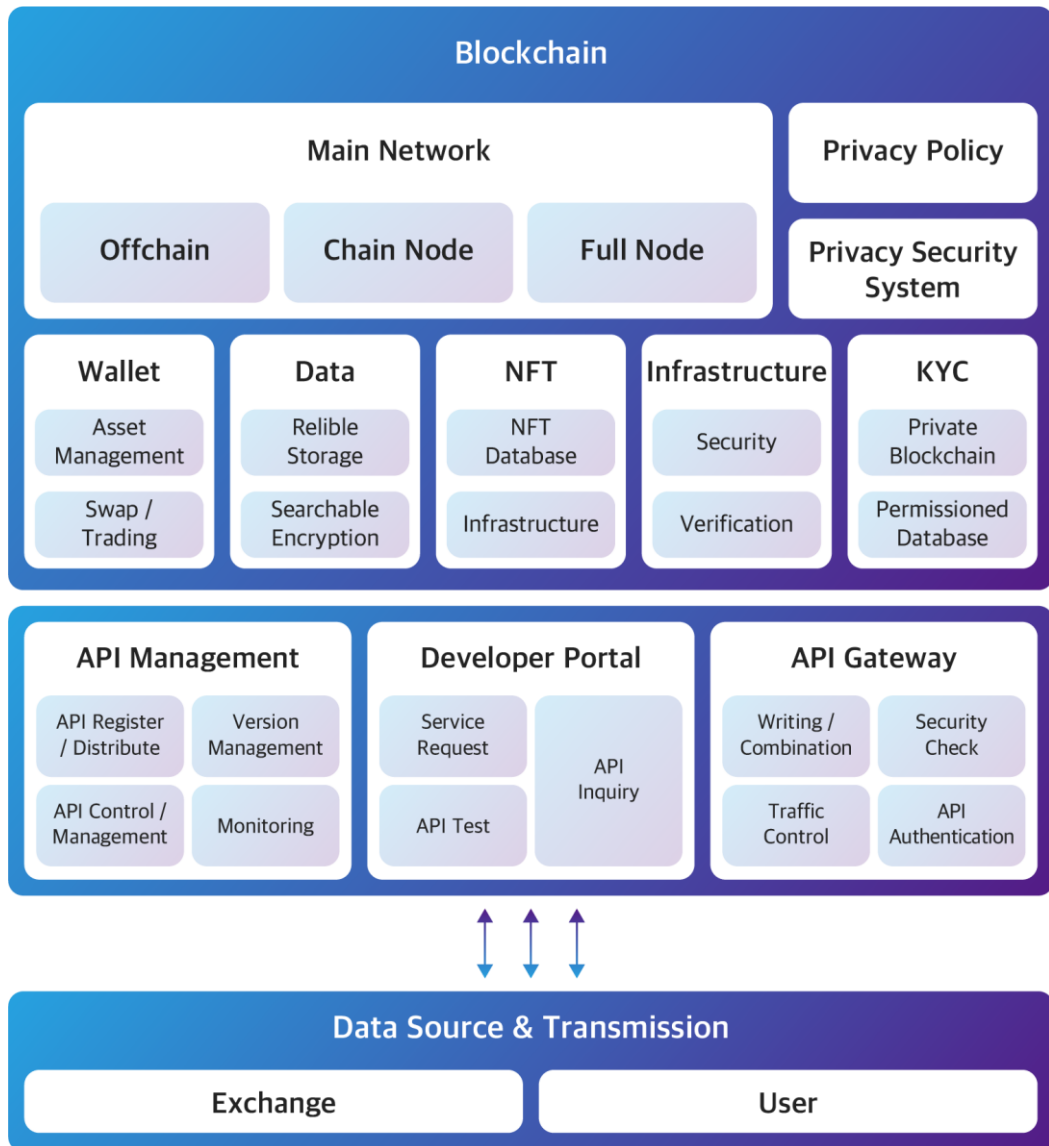 Blockchain
Main Network
Offchain
Chain Node
Full Node
Privacy Policy
Privacy Security
System
Wallet
Asset
Management
Swap /
Trading
Data
Relible
Storage
Searchable
Encryption
NFT
NFT
Database
Infrastructure
Infrastructure
Security
Verification
KYC
Private
Blockchain
Permissioned
Database
API Management
API Register
/ Distribute
Version
Management
API Control /
Management
Monitoring
Developer Portal
Service
Request
API Test
API
Inquiry
API Gateway
Writing /
Combination
Security
Check
Traffic
Control
API
Authentication
Data Source & Transmission
Exchange
User